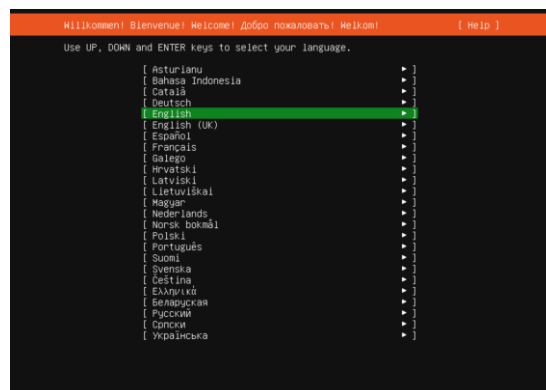 Willkommen! Bienvenue! Welcome! Добро пожаловать! Welkom! [ Help ]
Use UP, DOWN and ENTER keys to select your language.
[ Asturianu ► ]
[ Bahasa Indonesia ► ]
[ Català ► ]
[ Deutsch ► ]
[ English ► ]
[ English (UK) ► ]
[ Español ► ]
[ Français ► ]
[ Galego ► ]
[ Hrvatski ► ]
[ Latviski ► ]
[ Lietuviškai ► ]
[ Magyar ► ]
[ Nederlands ► ]
[ Norsk bokmål ► ]
[ Polski ► ]
[ Português ► ]
[ Suomi ► ]
[ Svenska ► ]
[ Čeština ► ]
[ Ελληνικά ► ]
[ Беларуская ► ]
[ Русский ► ]
[ Српски ► ]
[ Українська ► ]